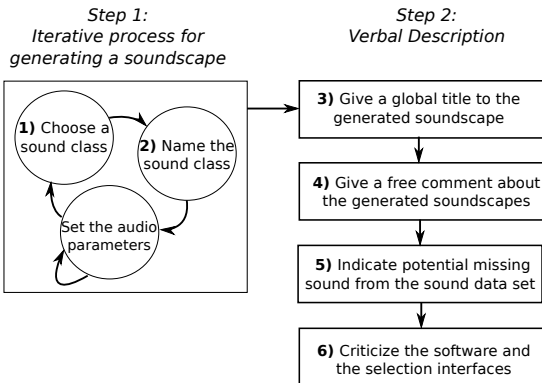 Step 1:
Iterative process for
generating a soundscape
1) Choose a
sound class
2) Name the
sound class
Set the audio
parameters
Step 2:
Verbal Description
3) Give a global title to the
generated soundscape
4) Give a free comment about
the generated soundscapes
5) Indicate potential missing
sound from the sound data set
6) Criticize the software and
the selection interfaces